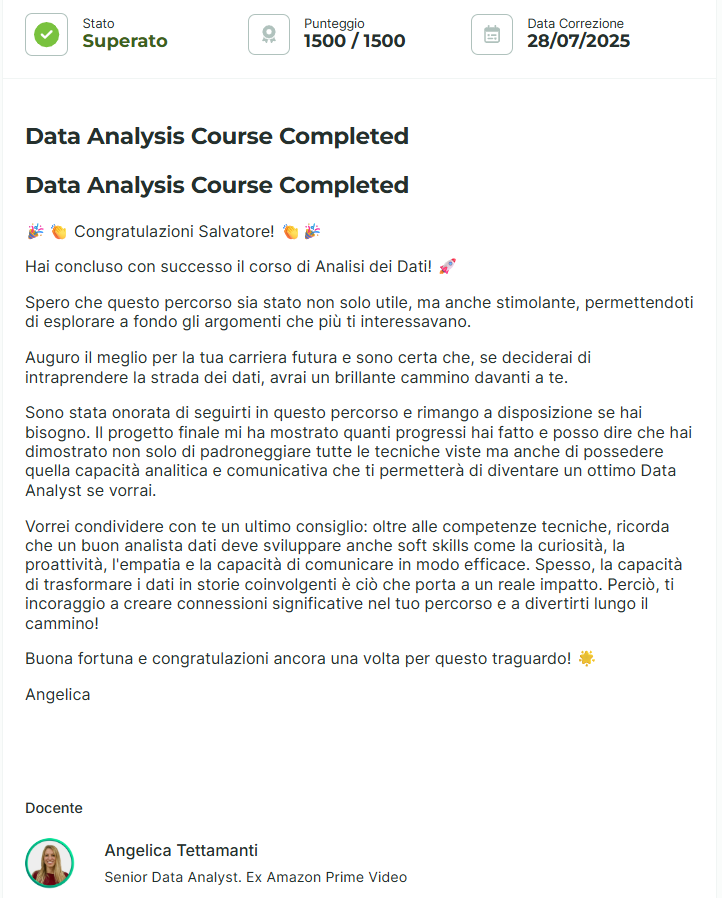 Stato
Superato
Punteggio
1500 / 1500
Data Correzione
28/07/2025
Data Analysis Course Completed
Data Analysis Course Completed
🎉 👏 Congratulazioni Salvatore! 👏 🎉
Hai concluso con successo il corso di Analisi dei Dati! 🚀
Spero che questo percorso sia stato non solo utile, ma anche stimolante, permettendoti
di esplorare a fondo gli argomenti che più ti interessavano.
Auguro il meglio per la tua carriera futura e sono certa che, se deciderai di
intraprendere la strada dei dati, avrai un brillante cammino davanti a te.
Sono stata onorata di seguirti in questo percorso e rimango a disposizione se hai
bisogno. Il progetto finale mi ha mostrato quanti progressi hai fatto e posso dire che hai
dimostrato non solo di padroneggiare tutte le tecniche viste ma anche di possedere
quella capacità analitica e comunicativa che ti permetterà di diventare un ottimo Data
Analyst se vorrai.
Vorrei condividere con te un ultimo consiglio: oltre alle competenze tecniche, ricorda
che un buon analista dati deve sviluppare anche soft skills come la curiosità, la
proattività, l'empatia e la capacità di comunicare in modo efficace. Spesso, la capacità
di trasformare i dati in storie coinvolgenti è ciò che porta a un reale impatto. Perciò, ti
incoraggio a creare connessioni significative nel tuo percorso e a divertirti lungo il
cammino!
Buona fortuna e congratulazioni ancora una volta per questo traguardo! 🌟
Angelica
Docente
Angelica Tettamanti
Senior Data Analyst. Ex Amazon Prime Video